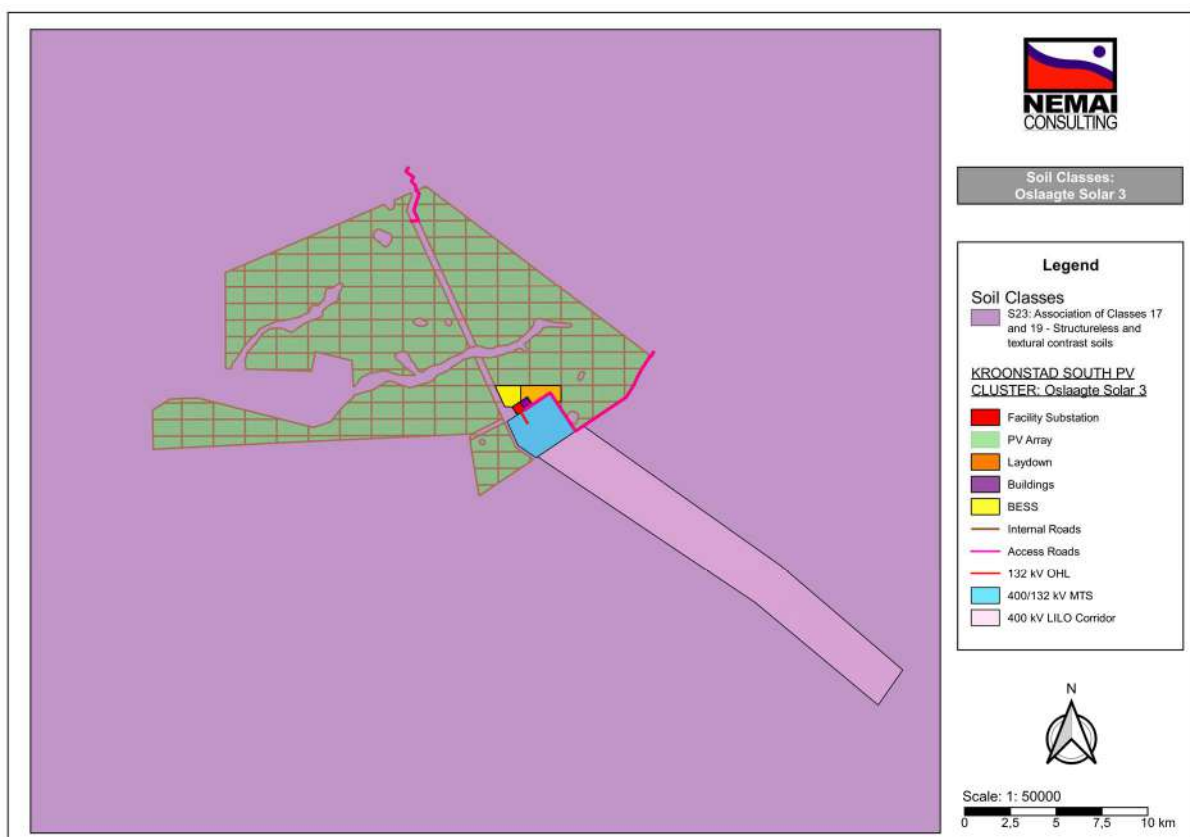 NEMAI
CONSULTING
Soil Classes:
Oslaagte Solar 3
Legend
Soil Classes
S23: Association of Classes 17
and 19 - Structureless and
textural contrast soils
KROONSTAD SOUTH PV
CLUSTER: Oslaagte Solar 3
Facility Substation
PV Array
Laydown
Buildings
BESS
Internal Roads
Access Roads
132 kV OHL
400/132 kV MTS
400 kV LILO Corridor
N
Scale: 1: 50000
0 2,5 5 7,5 10 km